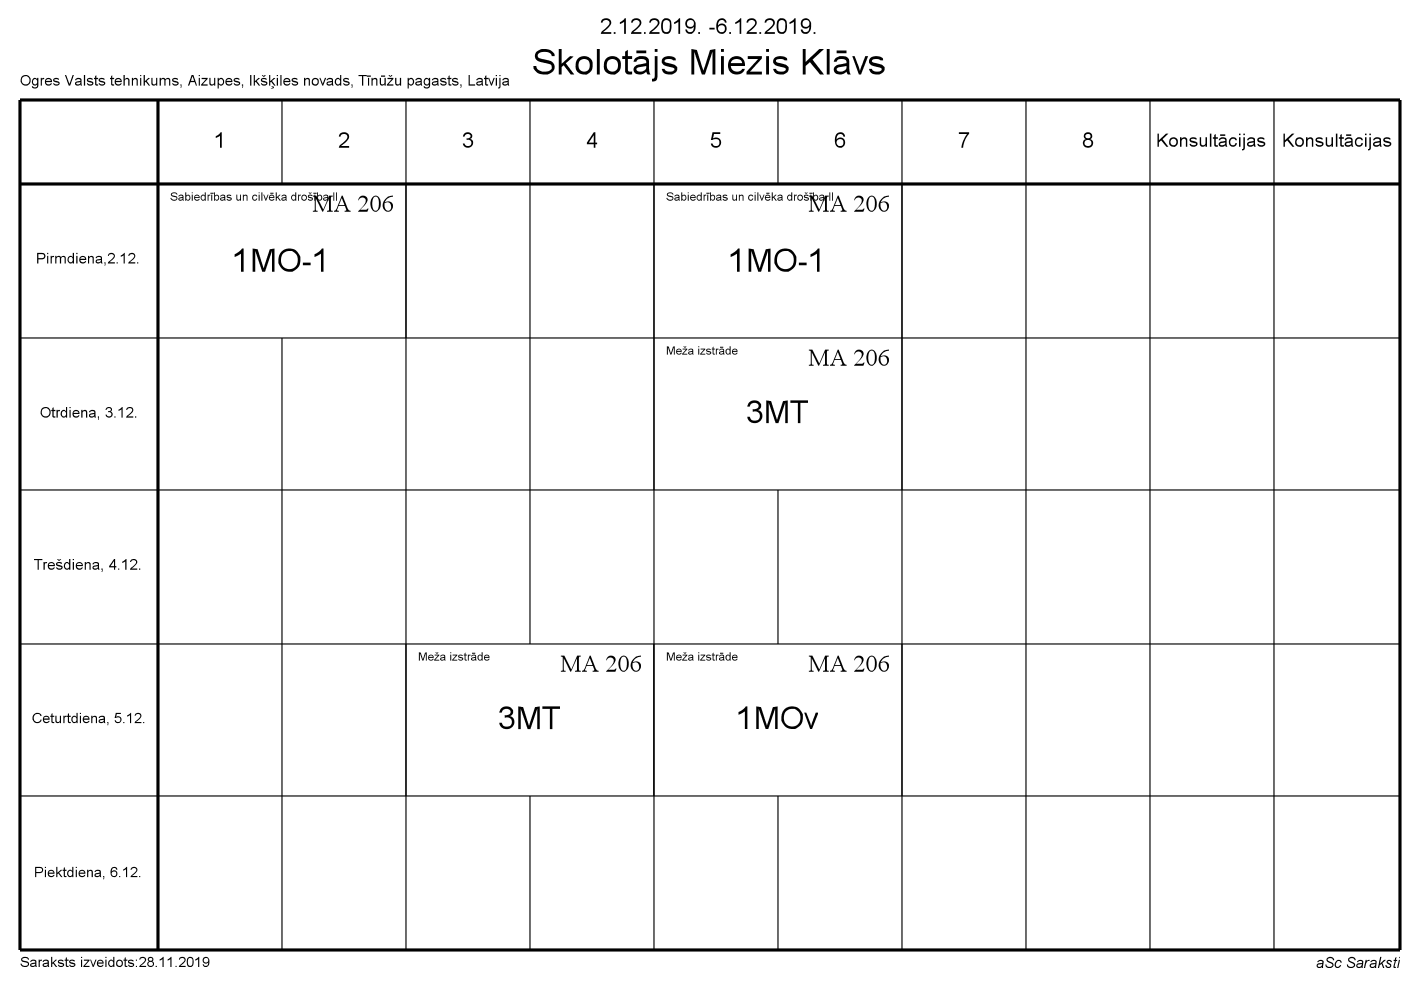 2.12.2019. -6.12.2019.
Skolotājs Miezis Klāvs
Ogres Valsts tehnikums, Aizupes, Ikšķiles novads, Tīnūžu pagasts, Latvija
1 2 3 4 5 6 7 8 Konsultācijas Konsultācijas
Sabiedrības un cilvēka drošība II MA 206 Sabiedrības un cilvēka drošība II MA 206
Pirmdiena,2.12. 1MO-1 1MO-1
Meža izstrāde MA 206
Otrdiena, 3.12. 3MT
Trešdiena, 4.12.
Meža izstrāde MA 206 Meža izstrāde MA 206
Ceturtdiena, 5.12. 3MT 1MOv
Piektdiena, 6.12.
Saraksts izveidots:28.11.2019 aSc Saraksti